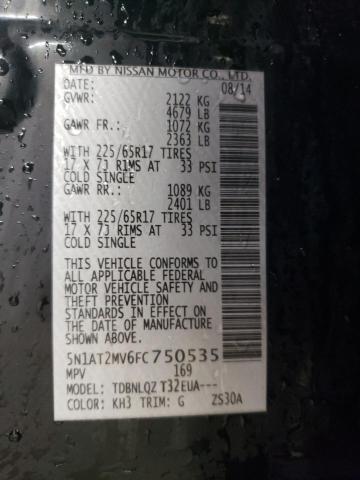 MFD BY NISSAN MOTOR CO., LTD.
08/14
GVWR: 2122 KG
4679 LB
GAWR FR.: 1072 KG
2363 LB
WITH 225/65R17 TIRES
17 X 7J RIMS AT 33 PSI
COLD SINGLE
GAWR RR.: 1089 KG
2401 LB
WITH 225/65R17 TIRES
17 X 7J RIMS AT 33 PSI
COLD SINGLE
THIS VEHICLE CONFORMS TO
ALL APPLICABLE FEDERAL
MOTOR VEHICLE SAFETY AND
THEFT PREVENTION
STANDARDS IN EFFECT ON
THE DATE OF MANUFACTURE
SHOWN ABOVE.
5N1AT2MV6FC750535
MPV 169
MODEL: TDBNLQZ T32EUA---
COLOR: KH3 TRIM: G ZS30A